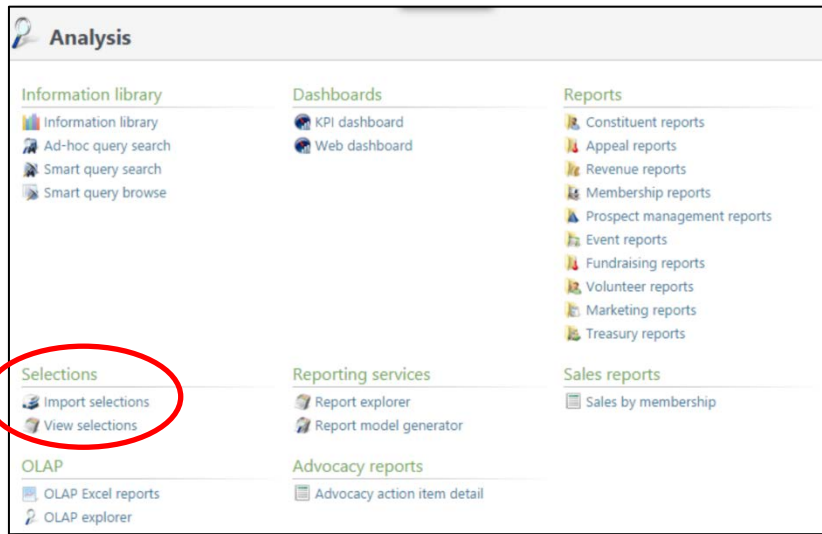 Analysis
Information library
Information library
Ad-hoc query search
Smart query search
Smart query browse
Dashboards
KPI dashboard
Web dashboard
Reports
Constituent reports
Appeal reports
Revenue reports
Membership reports
Prospect management reports
Event reports
Fundraising reports
Volunteer reports
Marketing reports
Treasury reports
Selections
Import selections
View selections
Reporting services
Report explorer
Report model generator
Sales reports
Sales by membership
OLAP
OLAP Excel reports
OLAP explorer
Advocacy reports
Advocacy action item detail